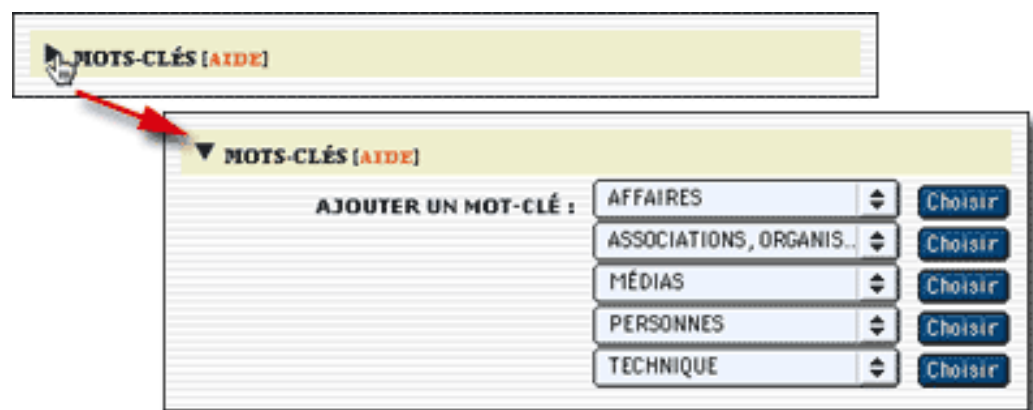 MOTS-CLÉS [AIDE]
MOTS-CLÉS [AIDE]
AJOUTER UN MOT-CLÉ : AFFAIRES Choisir
ASSOCIATIONS, ORGANIS.. Choisir
MÉDIAS Choisir
PERSONNES Choisir
TECHNIQUE Choisir